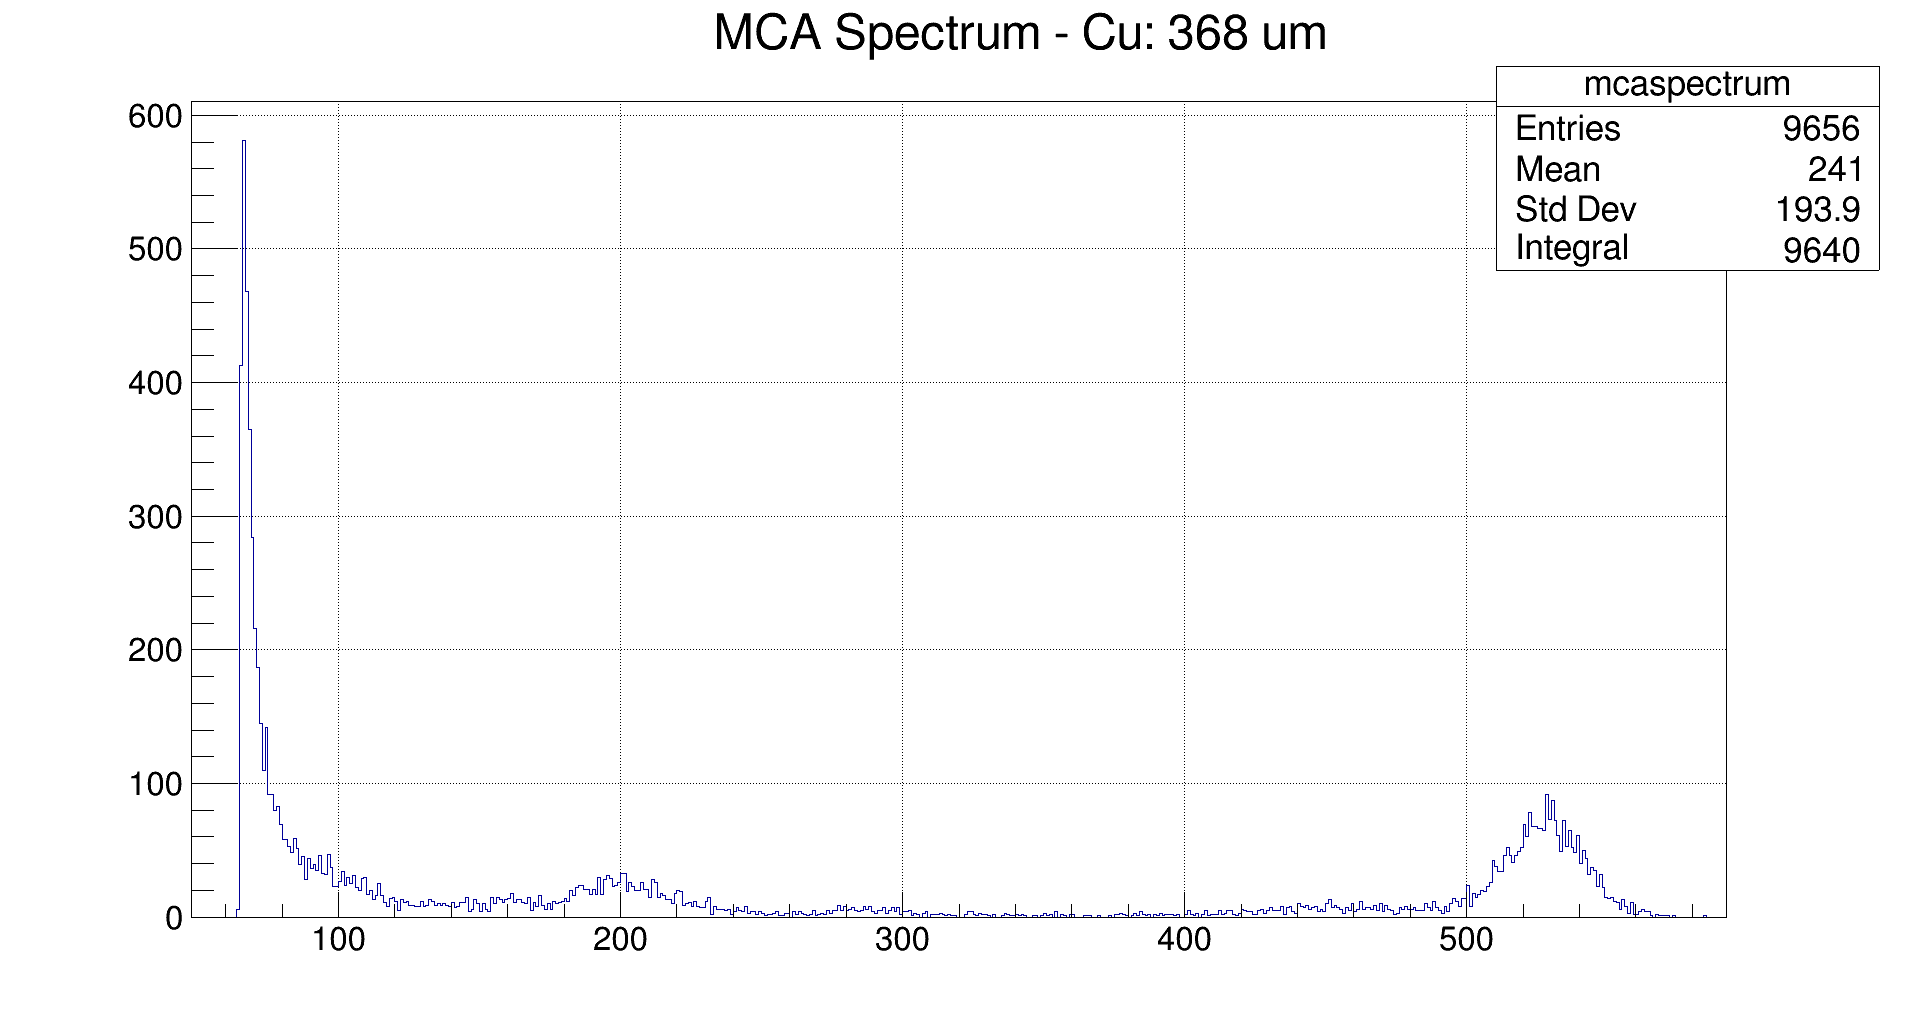 MCA Spectrum - Cu: 368 um
mcaspectrum
Entries 9656
Mean 241
Std Dev 193.9
Integral 9640
600
500
400
300
200
100
0
100 200 300 400 500